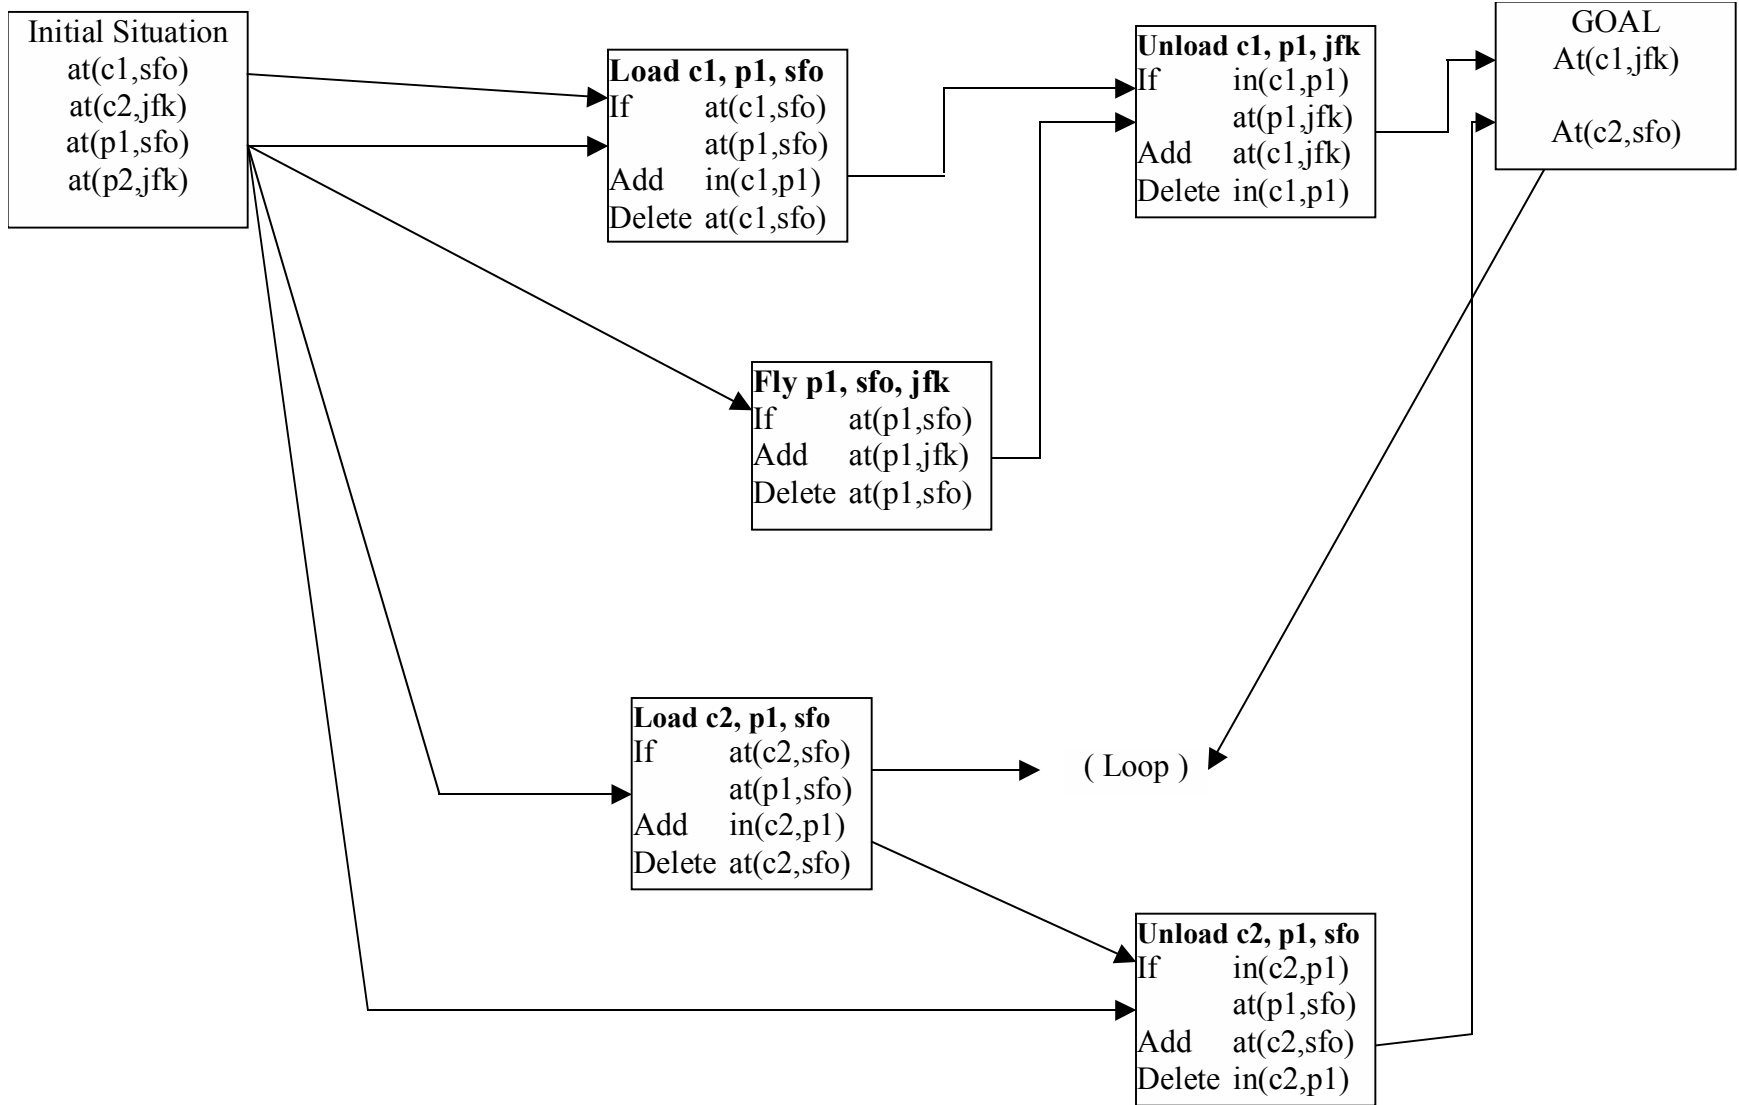 Initial Situation
at(c1,sfo)
at(c2,jfk)
at(p1,sfo)
at(p2,jfk)
Load c1, p1, sfo
If at(c1,sfo)
at(p1,sfo)
Add in(c1,p1)
Delete at(c1,sfo)
Unload c1, p1, jfk
If in(c1,p1)
at(p1,jfk)
Add at(c1,jfk)
Delete in(c1,p1)
GOAL
At(c1,jfk)
At(c2,sfo)
Fly p1, sfo, jfk
If at(p1,sfo)
Add at(p1,jfk)
Delete at(p1,sfo)
Load c2, p1, sfo
If at(c2,sfo)
at(p1,sfo)
Add in(c2,p1)
Delete at(c2,sfo)
( Loop )
Unload c2, p1, sfo
If in(c2,p1)
at(p1,sfo)
Add at(c2,sfo)
Delete in(c2,p1)